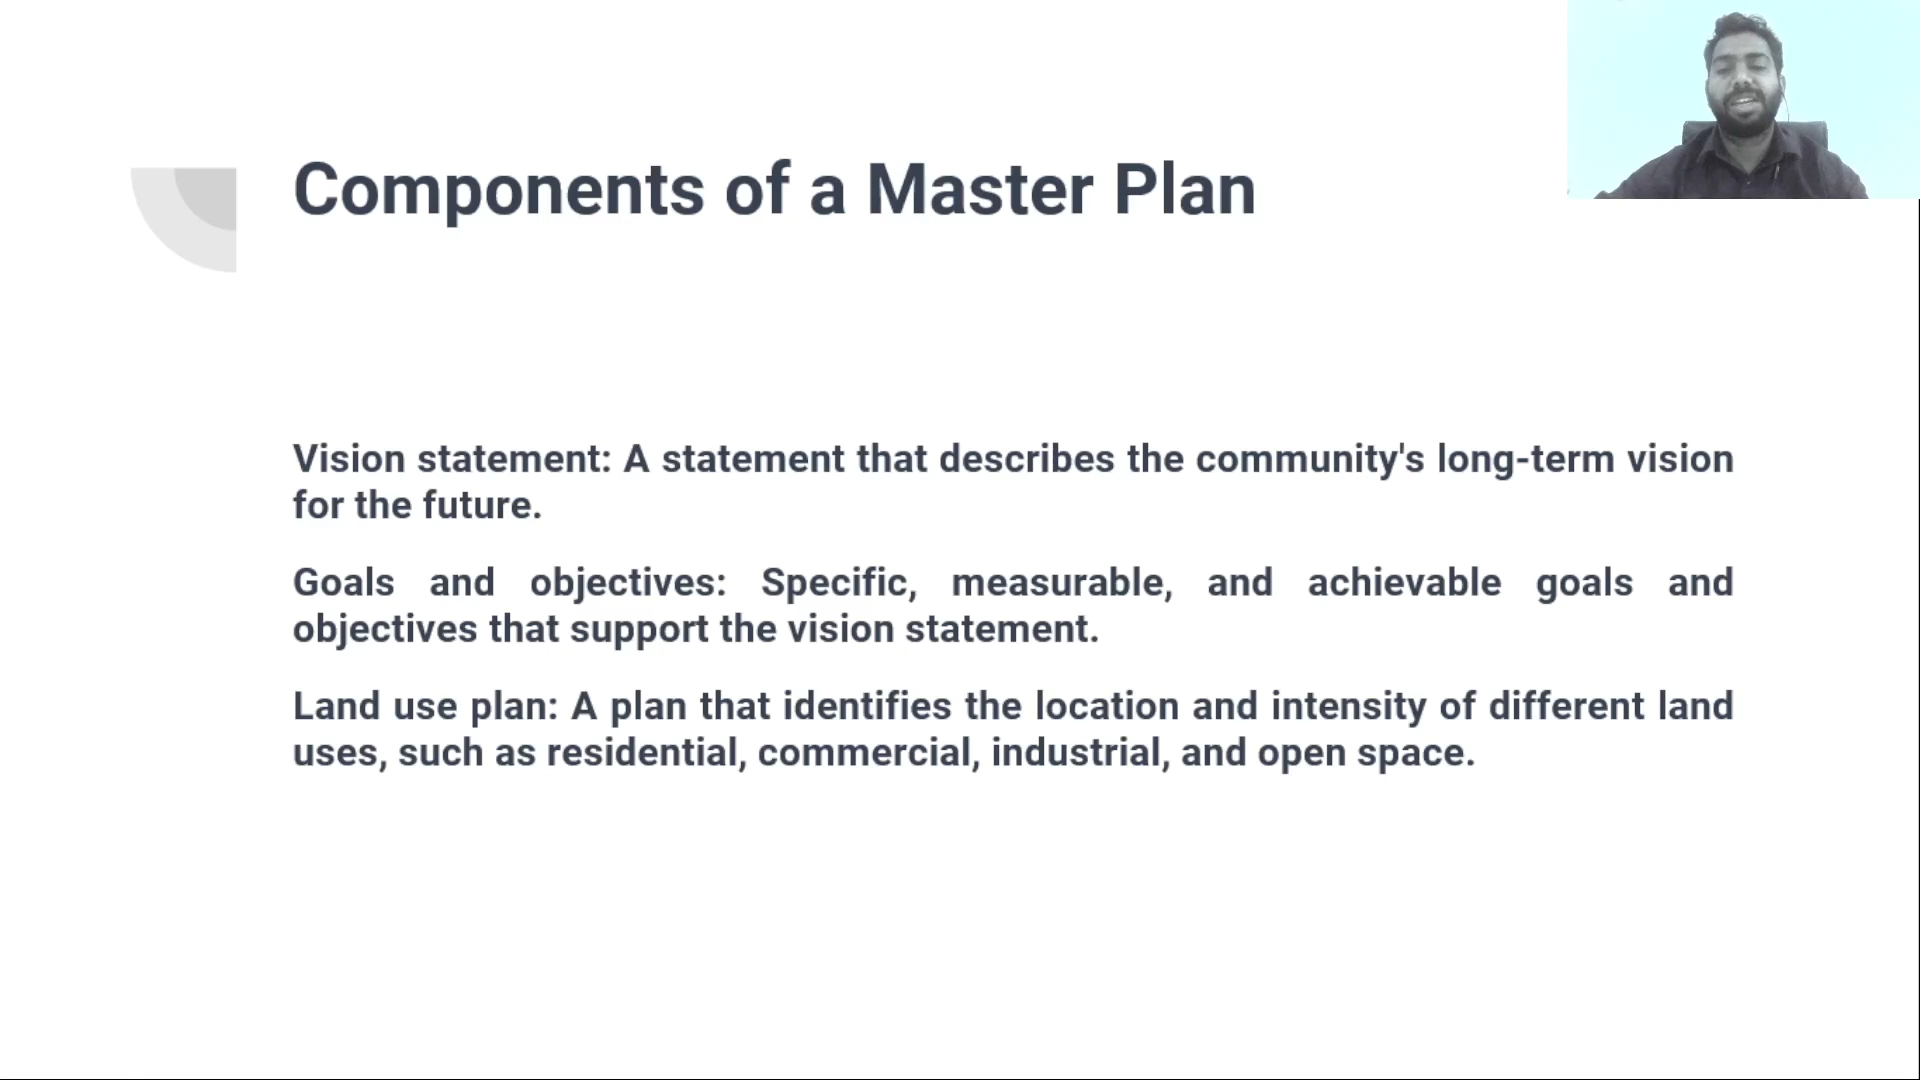 Components of a Master Plan
Vision statement: A statement that describes the community's long-term vision
for the future.
Goals and objectives: Specific, measurable, and achievable goals and
objectives that support the vision statement.
Land use plan: A plan that identifies the location and intensity of different land
uses, such as residential, commercial, industrial, and open space.